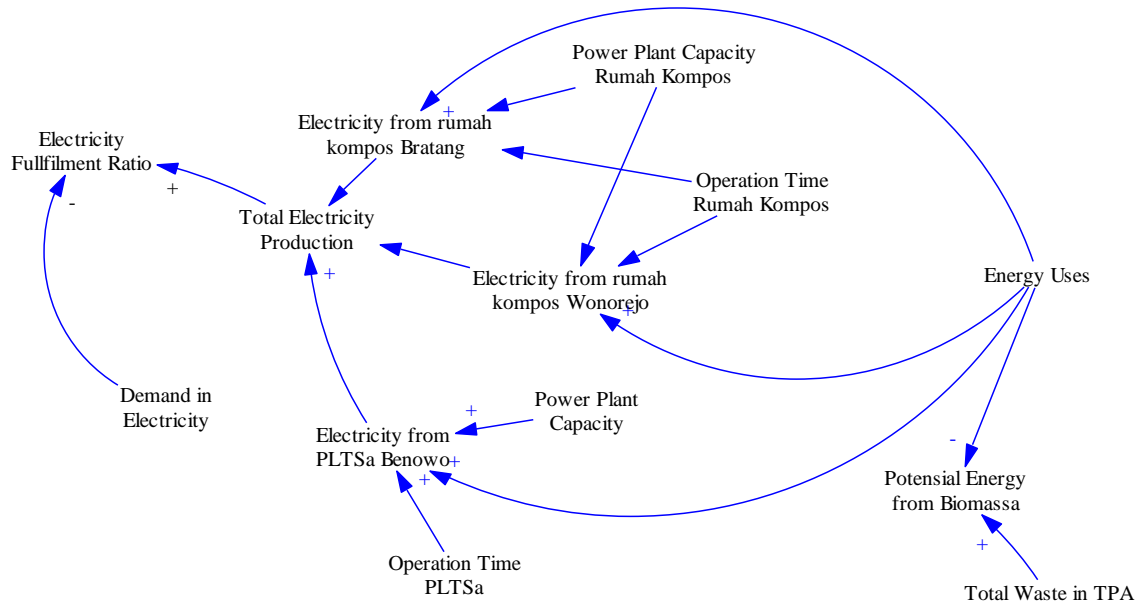 Power Plant Capacity
Rumah Kompos
+
Electricity from rumah
kompos Bratang
Electricity
Fullfilment Ratio
+
-
Operation Time
Rumah Kompos
Total Electricity
Production
+
Electricity from rumah
kompos Wonorejo
+
Energy Uses
Demand in
Electricity
Power Plant
Capacity
+
Electricity from
PLTSa Benowo
+
+
-
Potensial Energy
from Biomassa
+
Operation Time
PLTSa
Total Waste in TPA